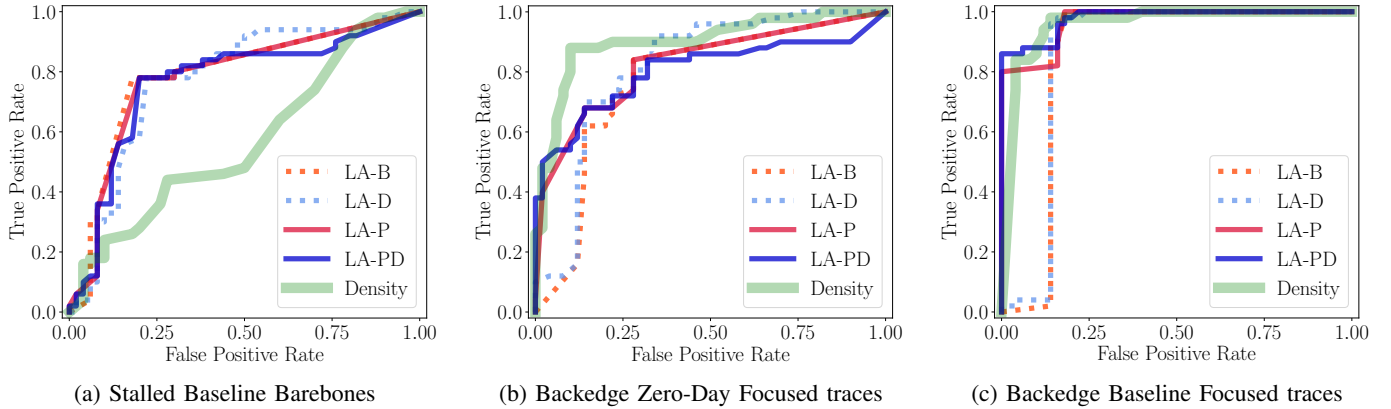 1.0
0.8
0.6
0.4
0.2
0.0
True Positive Rate
0.00 0.25 0.50 0.75 1.00
False Positive Rate
LA-B
LA-D
LA-P
LA-PD
Density
(a) Stalled Baseline Barebones
1.0
0.8
0.6
0.4
0.2
0.0
True Positive Rate
0.00 0.25 0.50 0.75 1.00
False Positive Rate
LA-B
LA-D
LA-P
LA-PD
Density
(b) Backedge Zero-Day Focused traces
1.0
0.8
0.6
0.4
0.2
0.0
True Positive Rate
0.00 0.25 0.50 0.75 1.00
False Positive Rate
LA-B
LA-D
LA-P
LA-PD
Density
(c) Backedge Baseline Focused traces